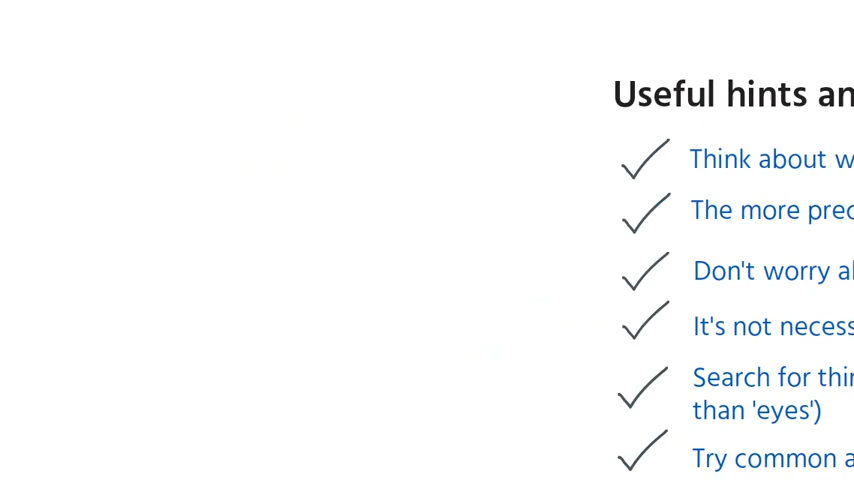 Useful hints an
Think about w
The more prec
Don't worry a
It's not necess
Search for thin
than 'eyes')
Try common a